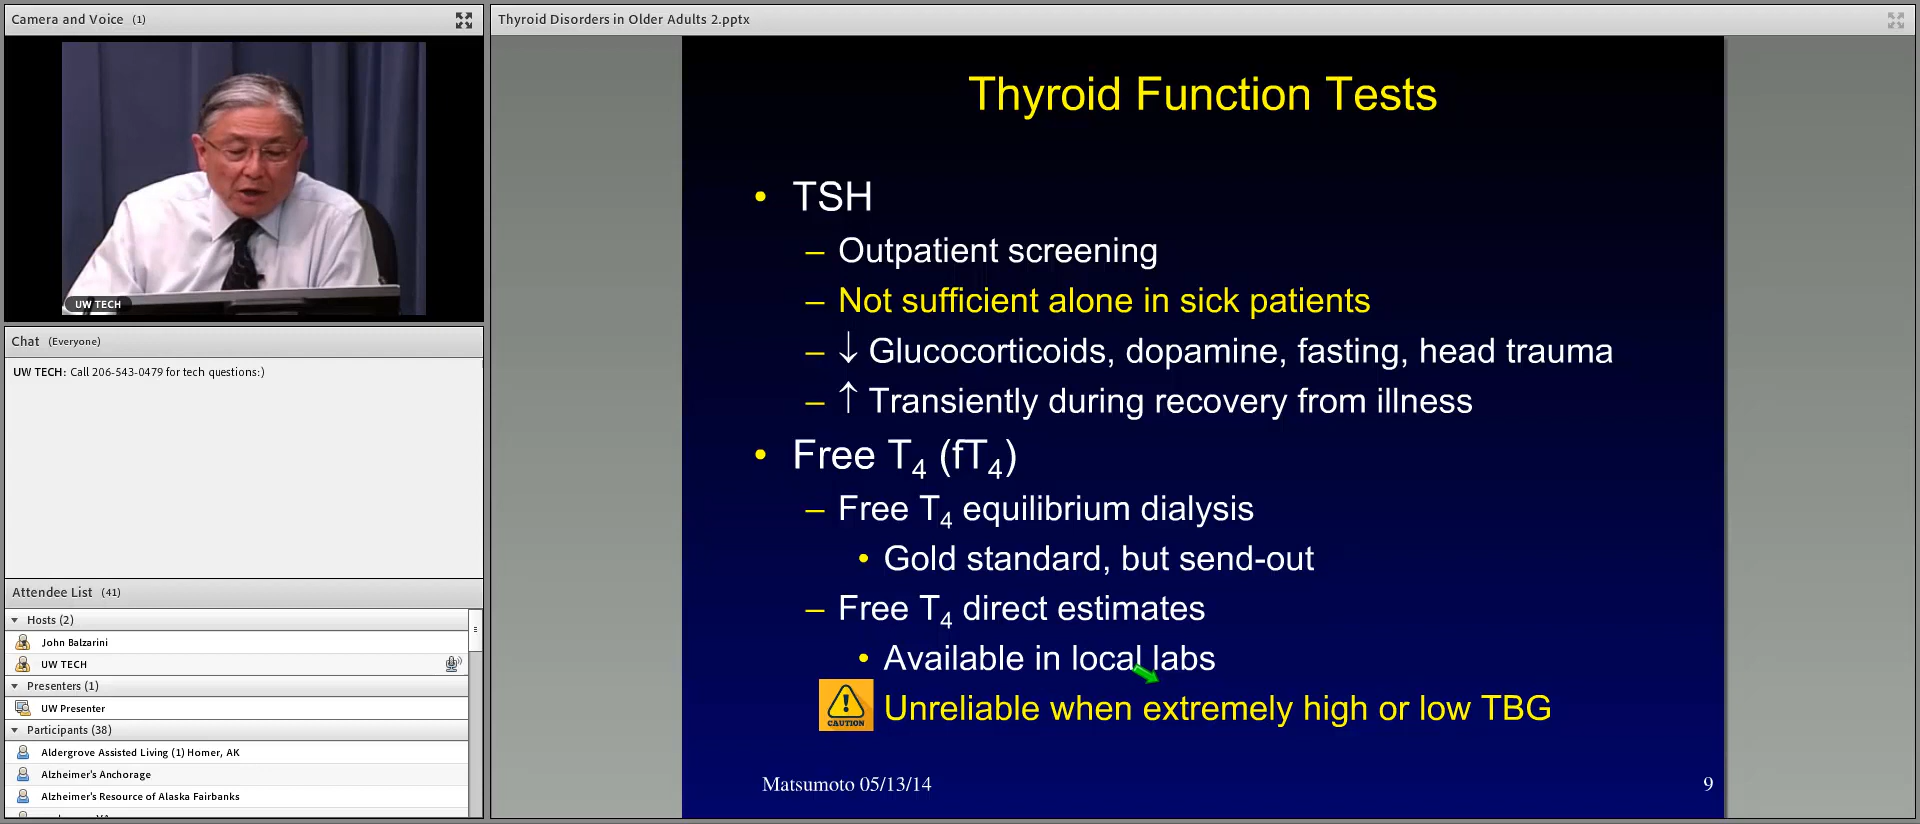 Camera and Voice (1)
UW TECH
Chat (Everyone)
UW TECH: Call 206-543-0479 for tech questions:)
Attendee List (41)
Hosts (2)
John Balzarini
UW TECH
Presenters (1)
UW Presenter
Participants (38)
Aldergrove Assisted Living (1) Homer, AK
Alzheimer's Anchorage
Alzheimer's Resource of Alaska Fairbanks
Thyroid Disorders in Older Adults 2.pptx
Thyroid Function Tests
• TSH
– Outpatient screening
– Not sufficient alone in sick patients
– ↓ Glucocorticoids, dopamine, fasting, head trauma
– ↑ Transiently during recovery from illness
• Free T₄ (fT₄)
– Free T₄ equilibrium dialysis
• Gold standard, but send-out
– Free T₄ direct estimates
• Available in local labs
CAUTION
Unreliable when extremely high or low TBG
Matsumoto 05/13/14
9